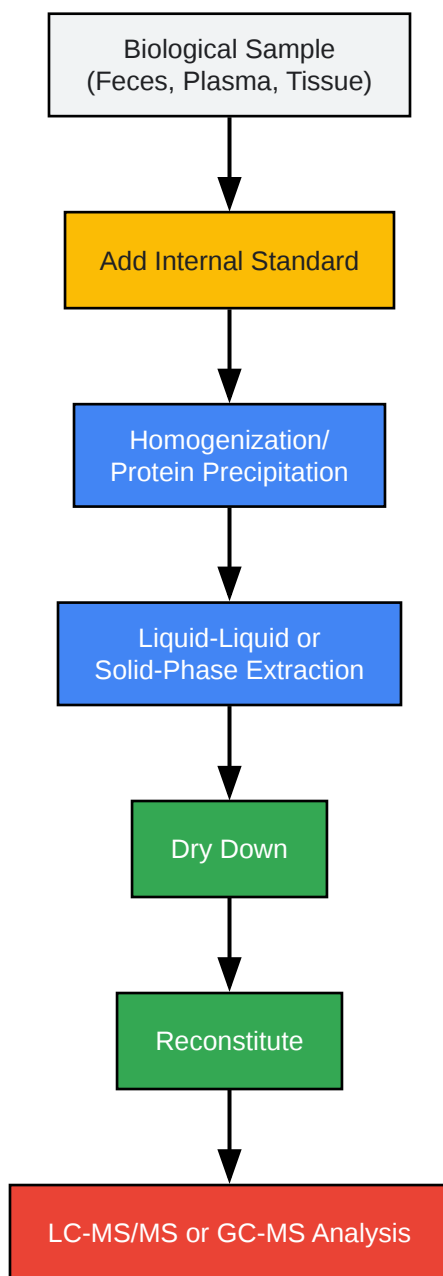 Biological Sample
(Feces, Plasma, Tissue)
Add Internal Standard
Homogenization/
Protein Precipitation
Liquid-Liquid or
Solid-Phase Extraction
Dry Down
Reconstitute
LC-MS/MS or GC-MS Analysis